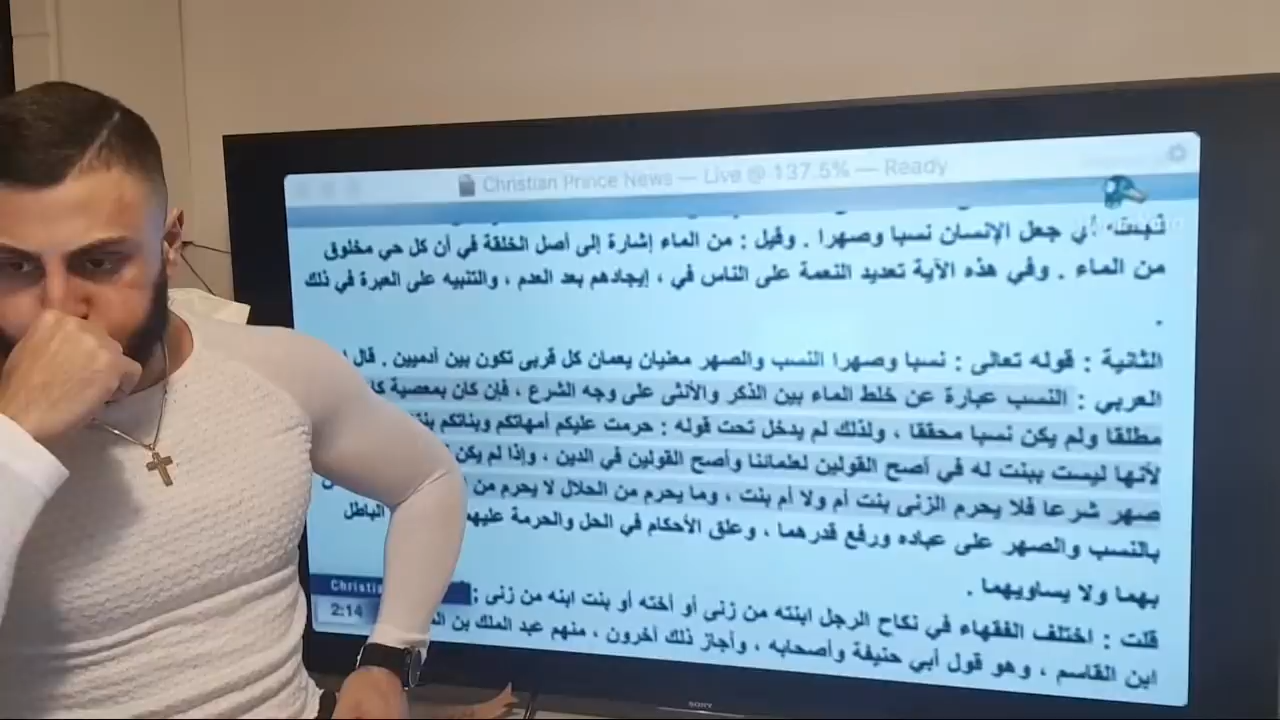 Christian Prince News — Live @ 137.5% — Ready
أي جعل الإنسان نسبا وصهرا . وقيل : من الماء إشارة إلى أصل الخلقة في أن كل حي مخلوق
من الماء . وفي هذه الآية تعديد النعمة على الناس في ، إيجادهم بعد العدم ، والتنبيه على العبرة في ذلك
.
الثانية : قوله تعالى : نسبا وصهرا النسب والصهر معنيان يعمان كل قربى تكون بين آدميين . قال
العربي : النسب عبارة عن خلط الماء بين الذكر والأنثى على وجه الشرع ، فإن كان بمعصية
مطلقا ولم يكن نسبا محققا ، ولذلك لم يدخل تحت قوله : حرمت عليكم أمهاتكم وبناتكم
لأنها ليست ببنت له في أصح القولين لعلمائنا وأصح القولين في الدين ، وإذا لم يكن
صهر شرعا فلا يحرم الزنى بنت أم ولا أم بنت ، وما يحرم من الحلال لا يحرم من
بالنسب والصهر على عباده ورفع قدرهما ، وعلق الأحكام في الحل والحرمة الباطل
بهما ولا يساويهما .
قلت : اختلف الفقهاء في نكاح الرجل ابنته من زنى أو أخته أو بنت ابنه من زنى ;
ابن القاسم ، وهو قول أبي حنيفة وأصحابه ، وأجاز ذلك آخرون ، منهم عبد الملك بن
2:14
SONY